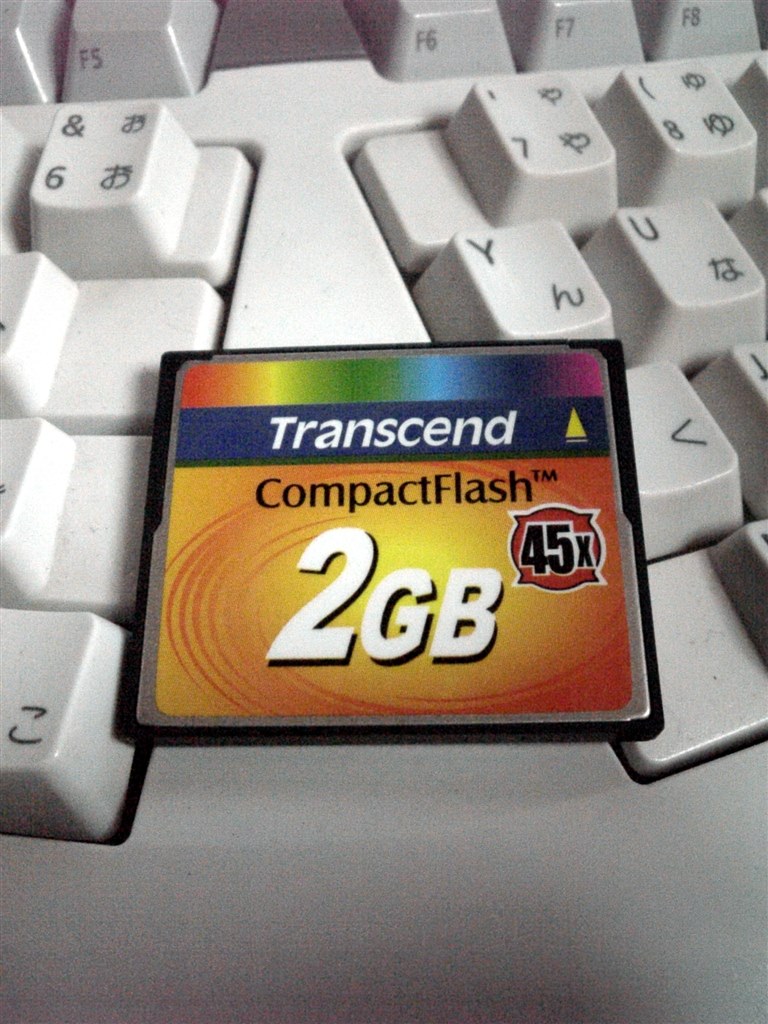 F5 F6 F7 F8
& ぉ ' ゃ ( ゅ
6 お 7 や 8 ゆ
Y ん U な
Transcend
CompactFlash™
2GB
45x
こ